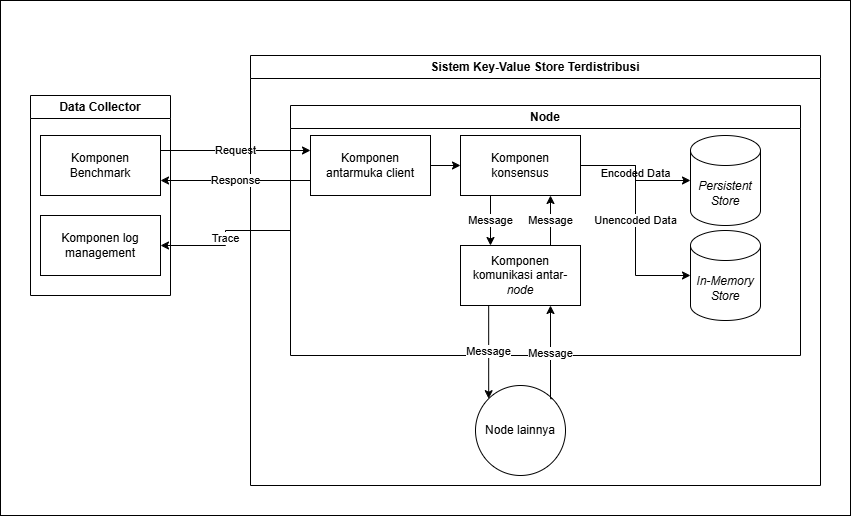 Sistem Key-Value Store Terdistribusi
Data Collector
Node
Komponen
Benchmark
Request
Response
Komponen
antarmuka client
Komponen
konsensus
Encoded Data
Persistent
Store
Unencoded Data
Message
Message
Komponen log
management
Trace
Komponen
komunikasi antar-
node
In-Memory
Store
Message
Message
Node lainnya